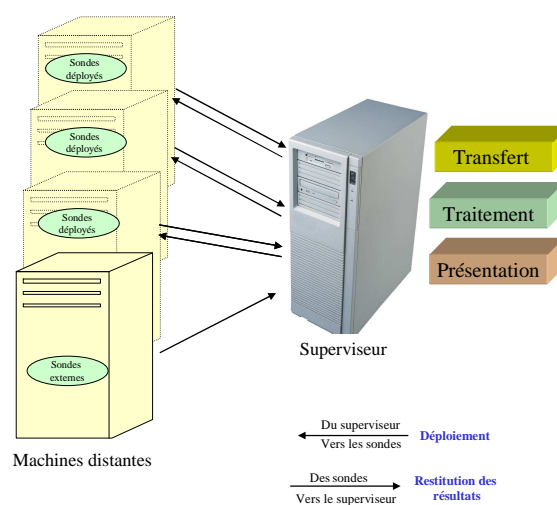 Sondes
déployés
Sondes
déployés
Sondes
déployés
Sondes
externes
Machines distantes
Superviseur
Transfert
Traitement
Présentation
Du superviseur
Vers les sondes
Déploiement
Des sondes
Vers le superviseur
Restitution des
résultats